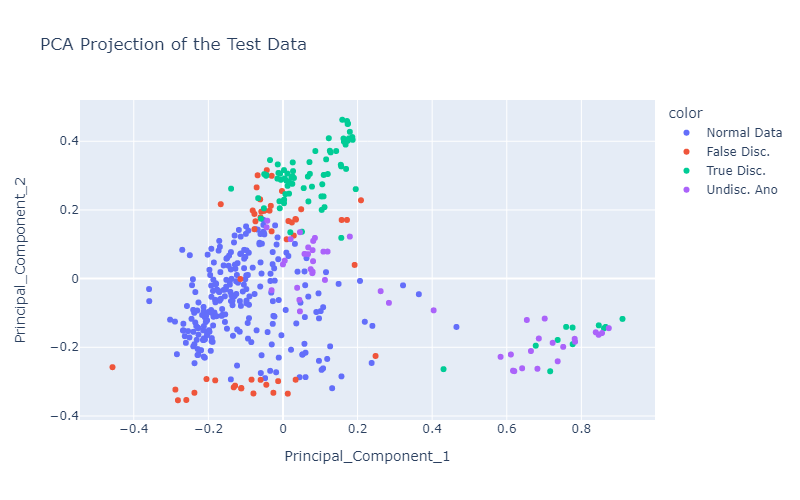 PCA Projection of the Test Data
color
Normal Data
False Disc.
True Disc.
Undisc. Ano
Principal_Component_2
0.4
0.2
0
−0.2
−0.4
−0.4
−0.2
0
0.2
0.4
0.6
0.8
Principal_Component_1